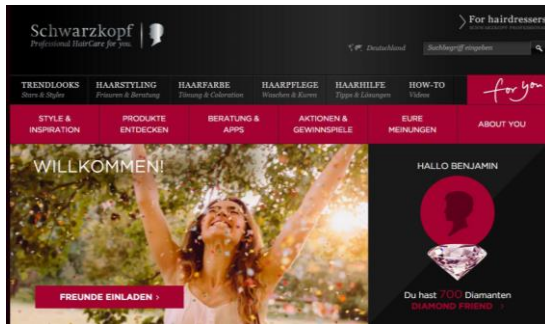 For hairdressers
SCHWARZKOPF PROFESSIONAL
Schwarzkopf
Professional HairCare for you.
Deutschland
Suchbegriff eingeben
TRENDLOOKS
Stars & Styles
HAARSTYLING
Frisuren & Beratung
HAARFARBE
Tönung & Coloration
HAARPFLEGE
Waschen & Kuren
HAARHILFE
Tipps & Lösungen
HOW-TO
Videos
for you
STYLE &
INSPIRATION
PRODUKTE
ENTDECKEN
BERATUNG &
APPS
AKTIONEN &
GEWINNSPIELE
EURE
MEINUNGEN
ABOUT YOU
WILLKOMMEN!
FREUNDE EINLADEN >
HALLO BENJAMIN
Du hast 700 Diamanten
DIAMOND FRIEND >